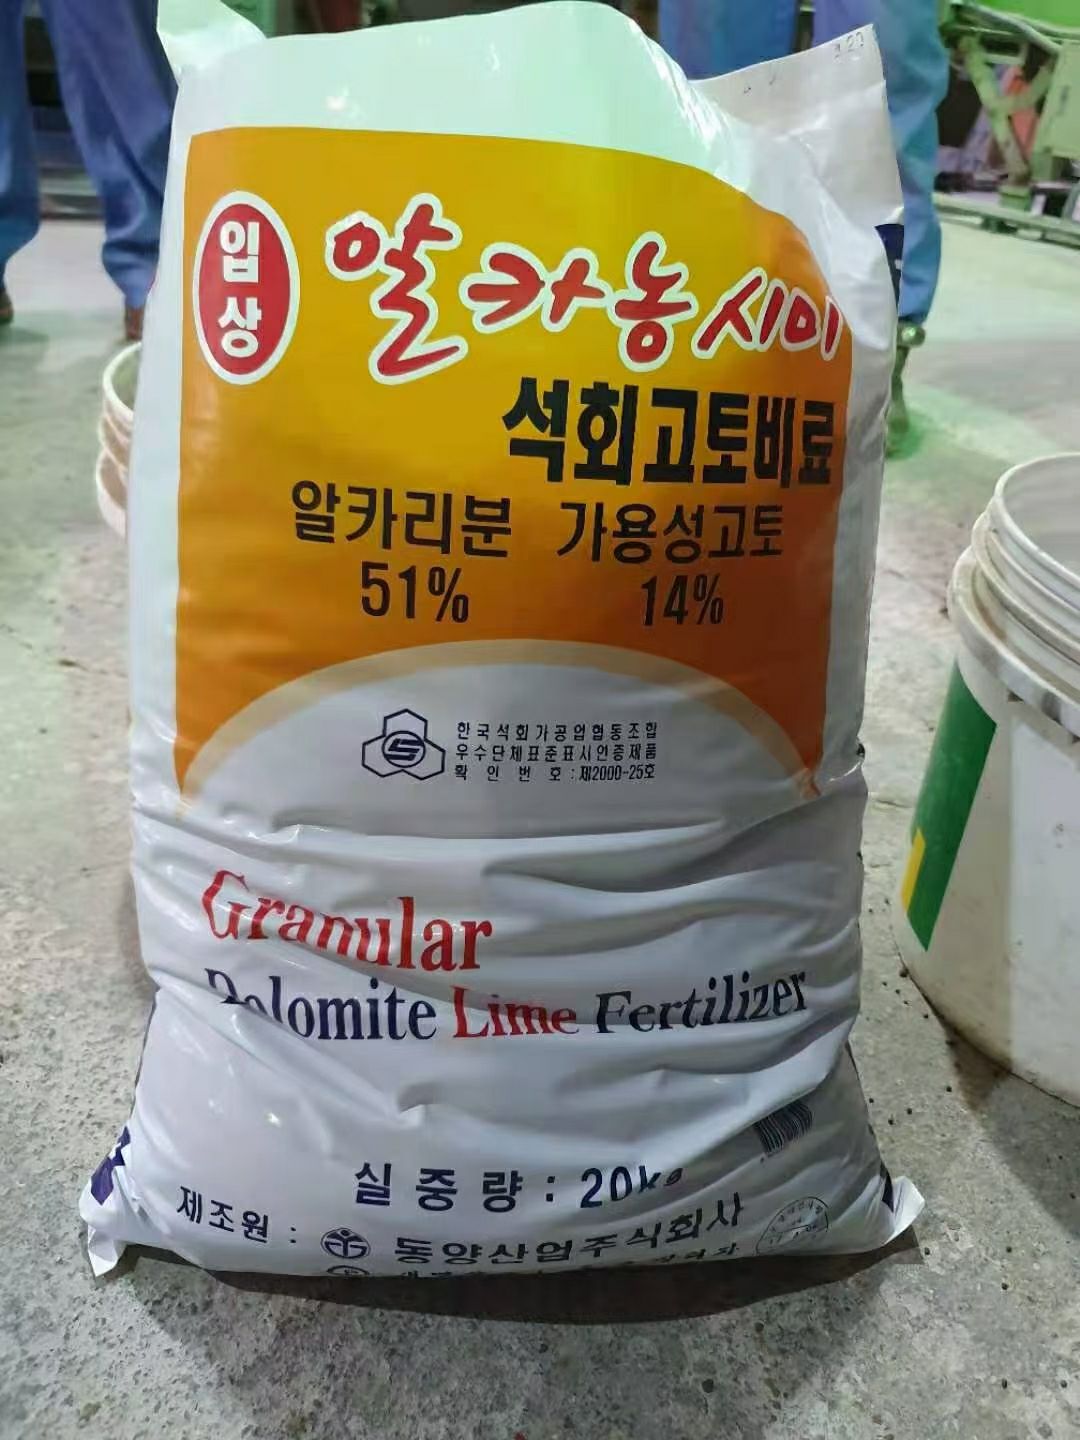 입상
알카농시미
석회고토비료
알카리분 가용성고토
51% 14%
한국석회가공업협동조합
우수단체표준표시인증제품
확인번호:제2000-25호
Granular
Dolomite Lime Fertilizer
실중량: 20kg
제조원: 동양산업주식회사